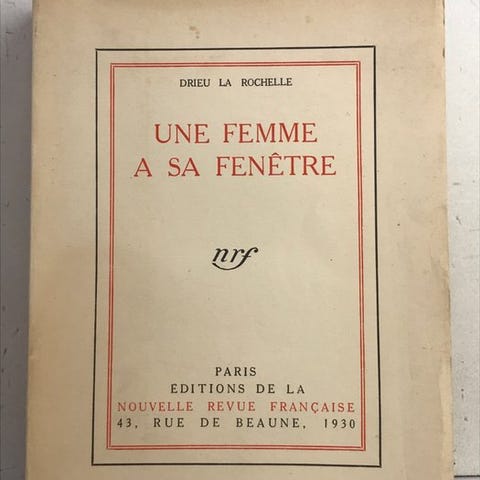 DRIEU LA ROCHELLE
UNE FEMME
A SA FENÊTRE
nrf
PARIS
EDITIONS DE LA
NOUVELLE REVUE FRANÇAISE
43, RUE DE BEAUNE, 1930